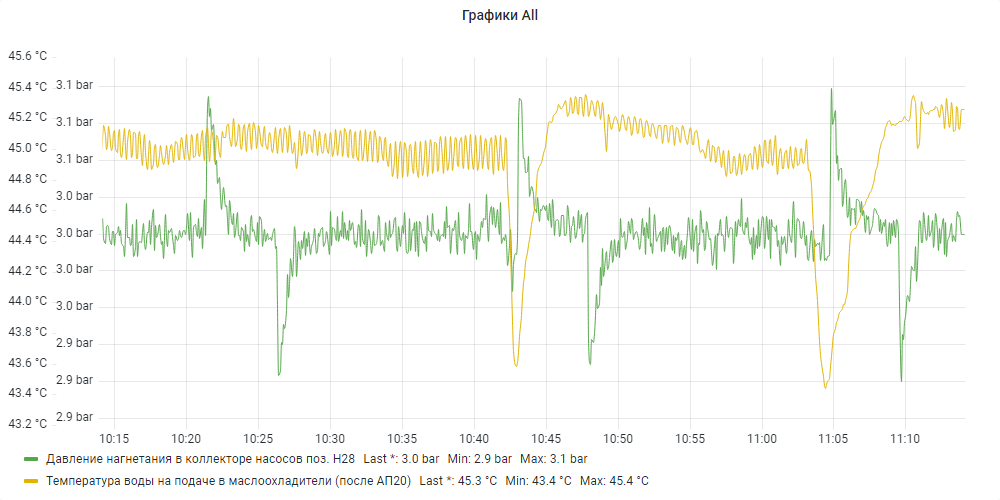 Графики All
45.6 °C
45.4 °C
45.2 °C
45.0 °C
44.8 °C
44.6 °C
44.4 °C
44.2 °C
44.0 °C
43.8 °C
43.6 °C
43.4 °C
43.2 °C
3.1 bar
3.1 bar
3.1 bar
3.0 bar
3.0 bar
3.0 bar
3.0 bar
2.9 bar
2.9 bar
2.9 bar
10:15 10:20 10:25 10:30 10:35 10:40 10:45 10:50 10:55 11:00 11:05 11:10
Давление нагнетания в коллекторе насосов поз. H28 Last *: 3.0 bar Min: 2.9 bar Max: 3.1 bar
Температура воды на подаче в маслоохладители (после АП20) Last *: 45.3 °C Min: 43.4 °C Max: 45.4 °C